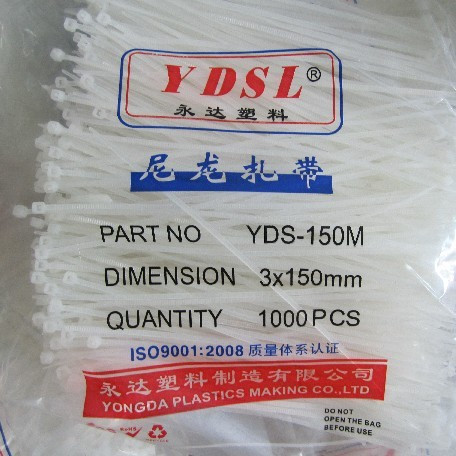 YDSL®
永达塑料
尼龙扎带
PART NO YDS-150M
DIMENSION 3x150mm
QUANTITY 1000PCS
ISO9001:2008 质量体系认证
永达塑料制造有限公司
YONGDA PLASTICS MAKING CO.,LTD.
DO NOT
OPEN THE BAG
BEFORE USE